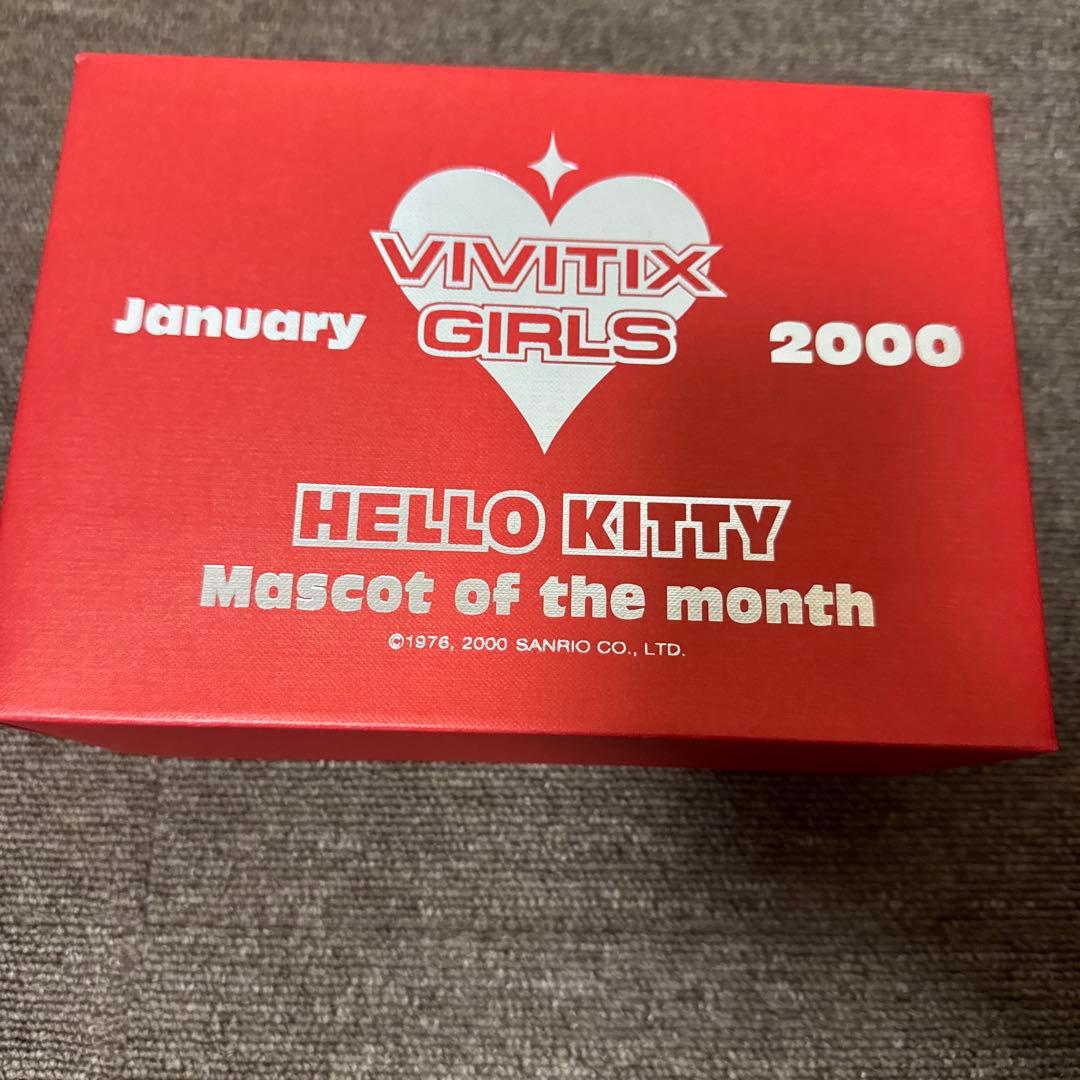 VIVITIX
GIRLS
January
2000
HELLO KITTY
Mascot of the month
©1976, 2000 SANRIO CO., LTD.